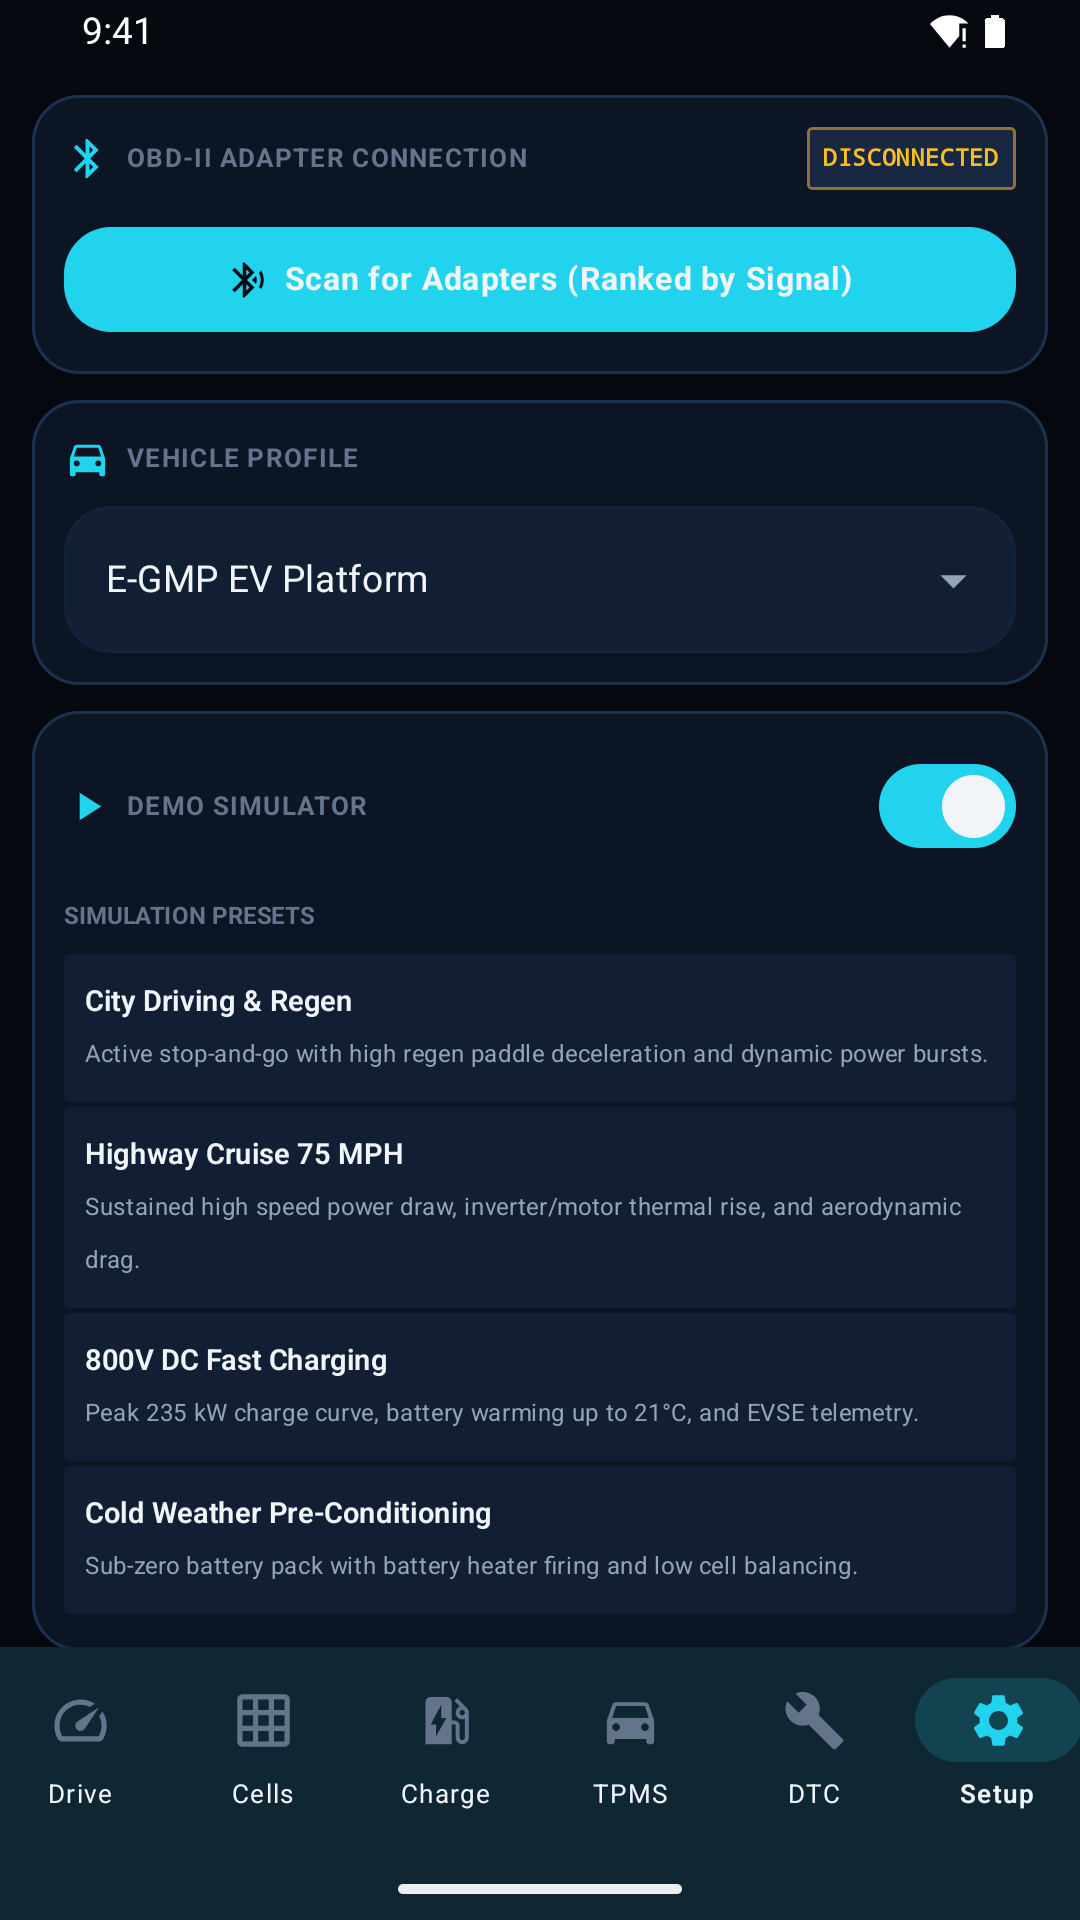 9:41
OBD-II ADAPTER CONNECTION
DISCONNECTED
Scan for Adapters (Ranked by Signal)
VEHICLE PROFILE
E-GMP EV Platform
DEMO SIMULATOR
SIMULATION PRESETS
City Driving & Regen
Active stop-and-go with high regen paddle deceleration and dynamic power bursts.
Highway Cruise 75 MPH
Sustained high speed power draw, inverter/motor thermal rise, and aerodynamic
drag.
800V DC Fast Charging
Peak 235 kW charge curve, battery warming up to 21°C, and EVSE telemetry.
Cold Weather Pre-Conditioning
Sub-zero battery pack with battery heater firing and low cell balancing.
Drive
Cells
Charge
TPMS
DTC
Setup